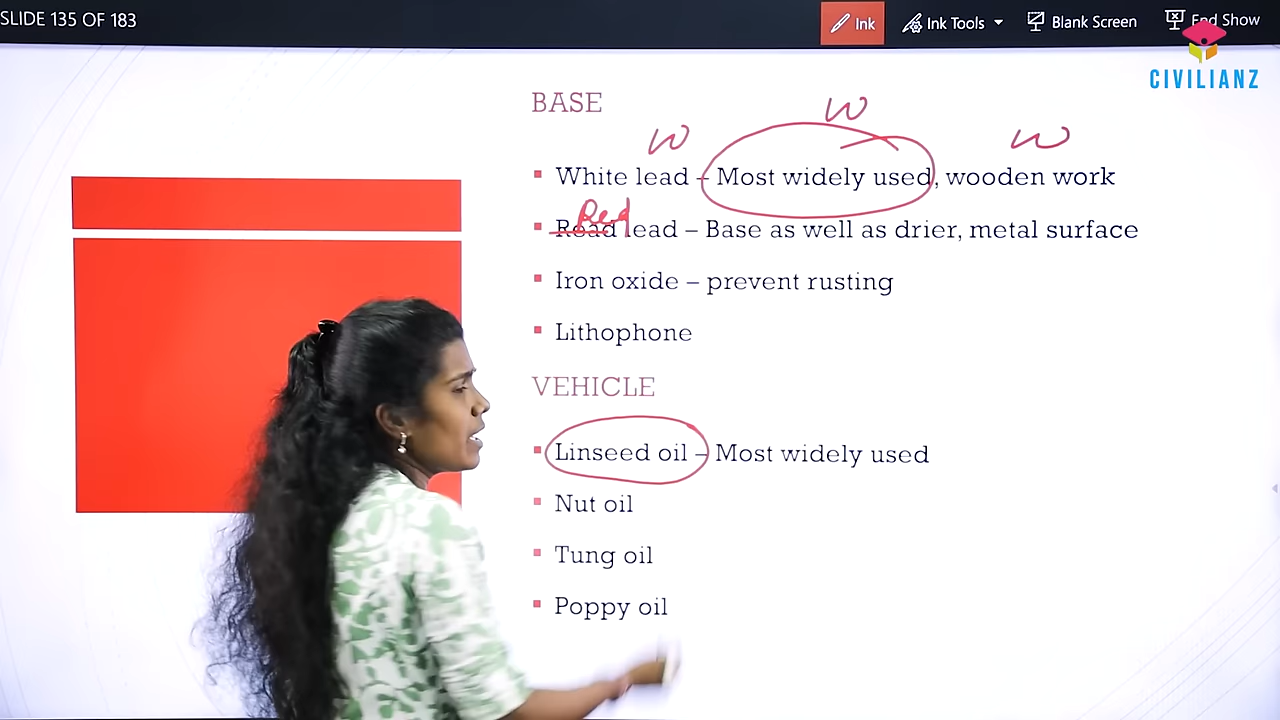 SLIDE 135 OF 183
Ink
Ink Tools
Blank Screen
End Show
CIVILIANZ
BASE
W W W
White lead – Most widely used, wooden work
Red
Read lead – Base as well as drier, metal surface
Iron oxide – prevent rusting
Lithophone
VEHICLE
Linseed oil – Most widely used
Nut oil
Tung oil
Poppy oil